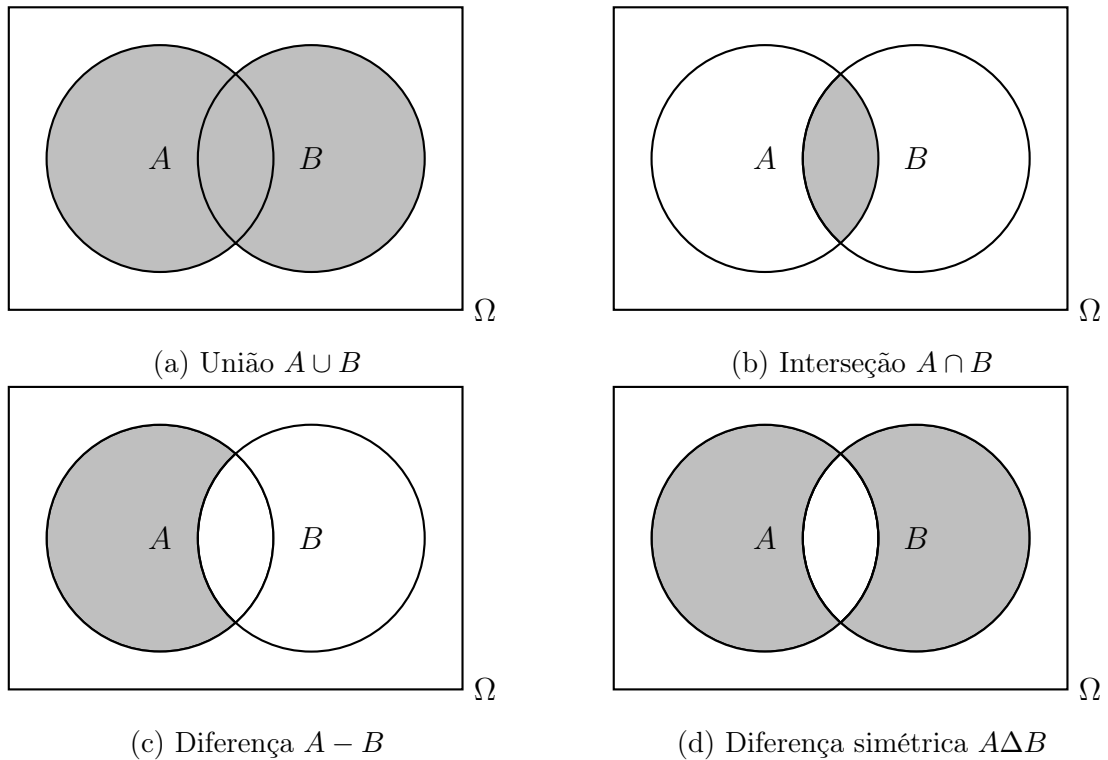 A B
Ω
(a) União A ∪ B
A B
Ω
(b) Interseção A ∩ B
A B
Ω
(c) Diferença A − B
A B
Ω
(d) Diferença simétrica AΔB